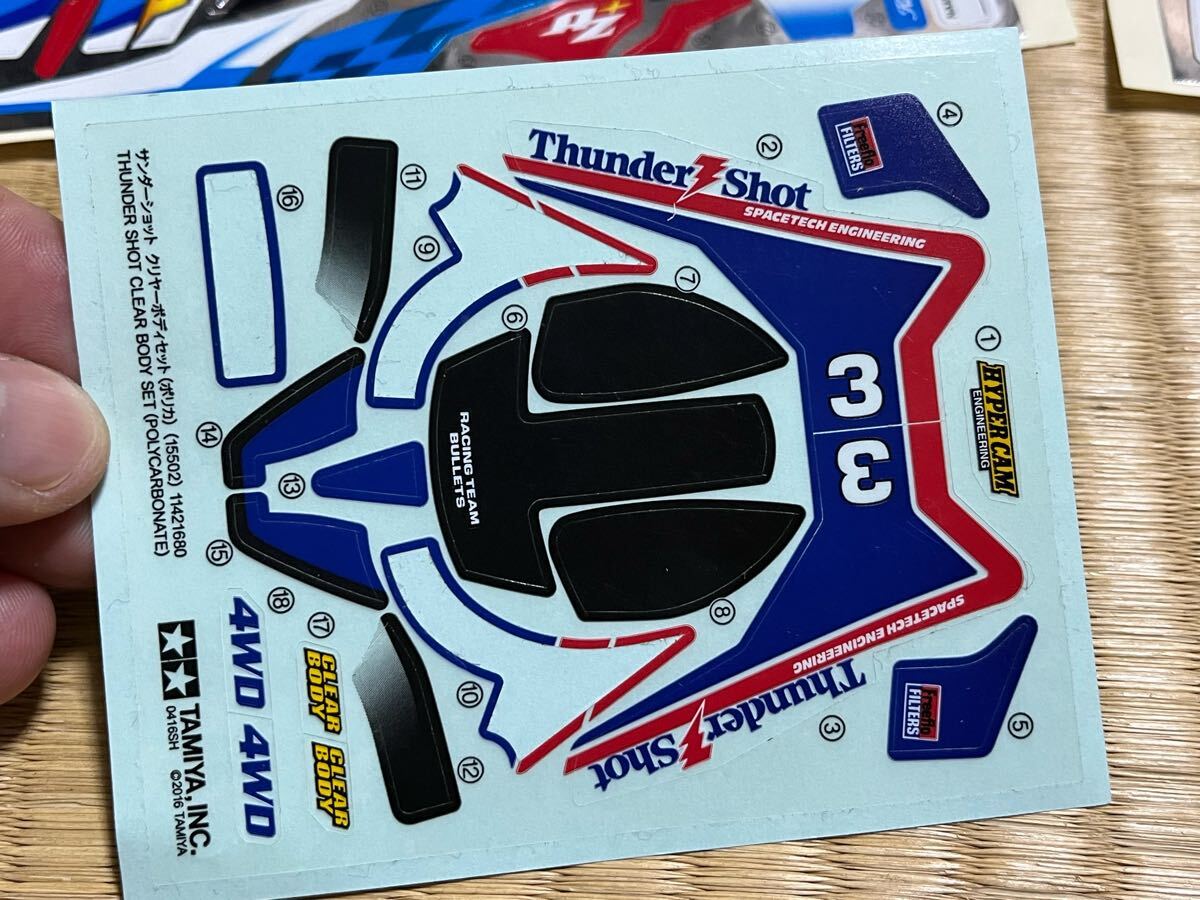 サンダーショット クリヤーボディセット(ポリカ) (15502) 11421680
THUNDER SHOT CLEAR BODY SET (POLYCARBONATE)
TAMIYA, INC.
0416SH ©2016 TAMIYA
①
HYPER CAM
ENGINEERING
②
Thunder Shot
SPACETECH ENGINEERING
③
Thunder Shot
SPACETECH ENGINEERING
④
Freeflo
FILTERS
⑤
Freeflo
FILTERS
3
3
⑥
RACING TEAM
BULLETS
⑦
⑧
⑨
⑩
⑪
⑫
⑬
⑭
⑮
⑯
⑰
CLEAR
BODY
CLEAR
BODY
⑱
4WD
4WD